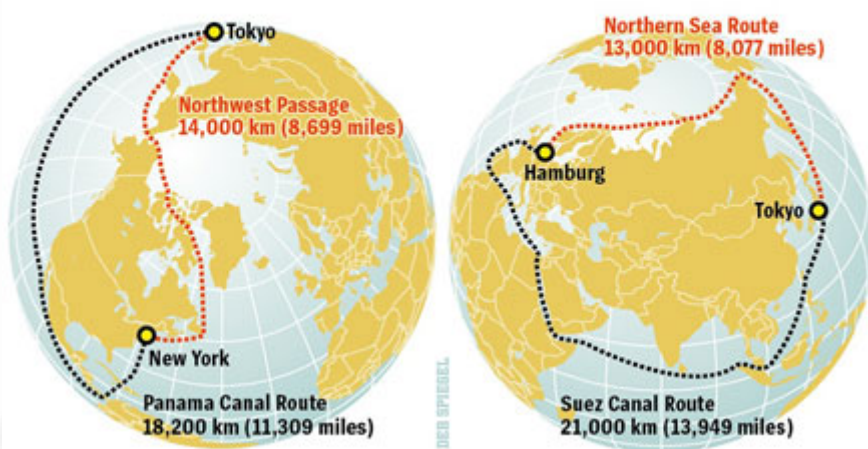 Tokyo
Northwest Passage
14,000 km (8,699 miles)
New York
Panama Canal Route
18,200 km (11,309 miles)
DER SPIEGEL
Northern Sea Route
13,000 km (8,077 miles)
Hamburg
Tokyo
Suez Canal Route
21,000 km (13,949 miles)